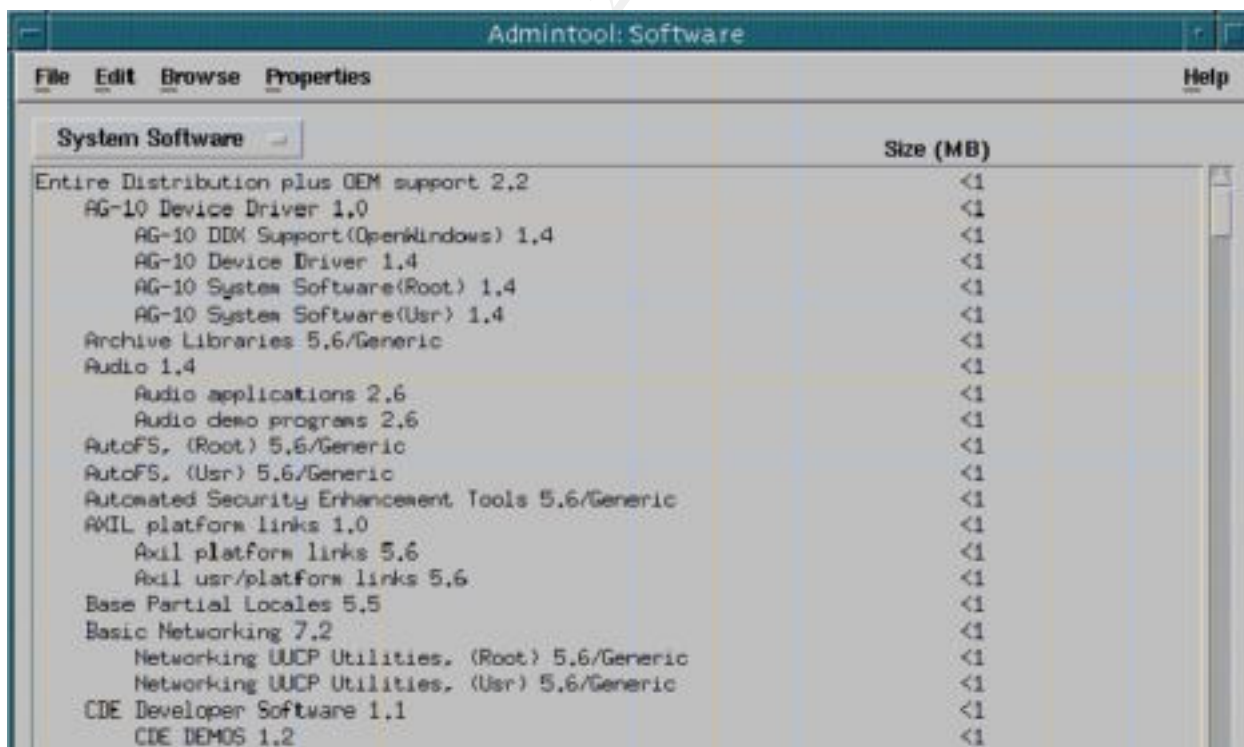 Admintool: Software
File Edit Browse Properties Help
System Software
Size (MB)
Entire Distribution plus OEM support 2.2 <1
AG-10 Device Driver 1.0 <1
AG-10 DDX Support(OpenWindows) 1.4 <1
AG-10 Device Driver 1.4 <1
AG-10 System Software(Root) 1.4 <1
AG-10 System Software(Usr) 1.4 <1
Archive Libraries 5.6/Generic <1
Audio 1.4 <1
Audio applications 2.6 <1
Audio demo programs 2.6 <1
AutoFS, (Root) 5.6/Generic <1
AutoFS, (Usr) 5.6/Generic <1
Automated Security Enhancement Tools 5.6/Generic <1
AXIL platform links 1.0 <1
Axil platform links 5.6 <1
Axil usr/platform links 5.6 <1
Base Partial Locales 5.5 <1
Basic Networking 7.2 <1
Networking UUCP Utilities, (Root) 5.6/Generic <1
Networking UUCP Utilities, (Usr) 5.6/Generic <1
CDE Developer Software 1.1 <1
CDE DEMOS 1.2 <1